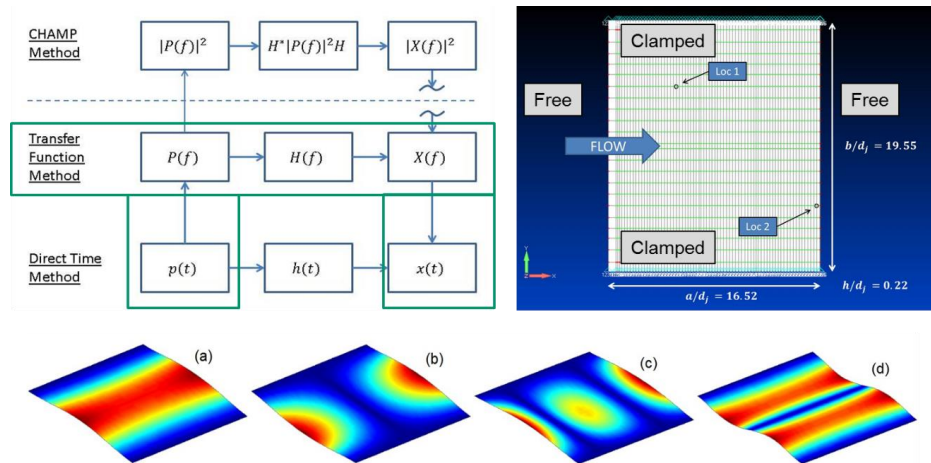 CHAMP
Method
|P(f)|²
H*|P(f)|²H
|X(f)|²
Transfer
Function
Method
P(f)
H(f)
X(f)
Direct Time
Method
p(t)
h(t)
x(t)
Clamped
Loc 1
Free
Free
FLOW
b/d_j = 19.55
Loc 2
Clamped
Y
Z
X
h/d_j = 0.22
a/d_j = 16.52
(a)
(b)
(c)
(d)